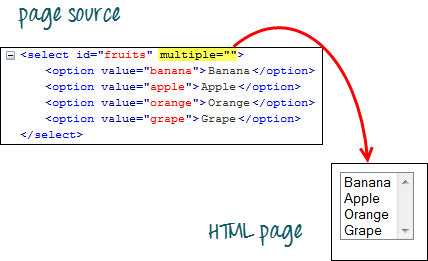 page source
<select id="fruits" multiple="">
<option value="banana">Banana</option>
<option value="apple">Apple</option>
<option value="orange">Orange</option>
<option value="grape">Grape</option>
</select>
Banana
Apple
Orange
Grape
HTML page